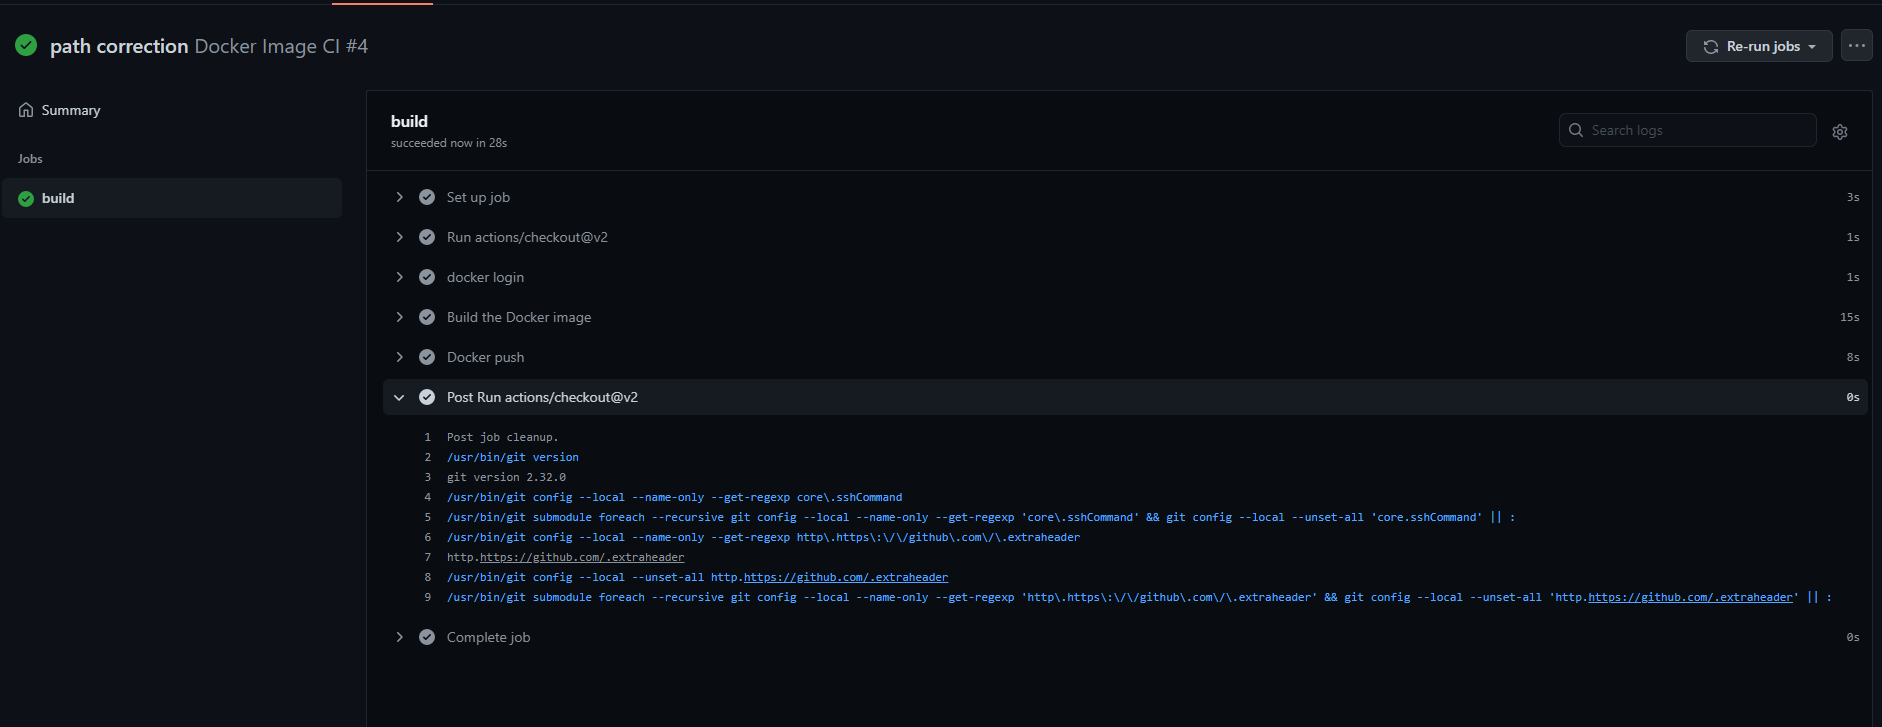 path correction Docker Image CI #4
Re-run jobs
Summary
Jobs
build
build
succeeded now in 28s
Search logs
Set up job 3s
Run actions/checkout@v2 1s
docker login 1s
Build the Docker image 15s
Docker push 8s
Post Run actions/checkout@v2 0s
1 Post job cleanup.
2 /usr/bin/git version
3 git version 2.32.0
4 /usr/bin/git config --local --name-only --get-regexp core\.sshCommand
5 /usr/bin/git submodule foreach --recursive git config --local --name-only --get-regexp 'core\.sshCommand' && git config --local --unset-all 'core.sshCommand' || :
6 /usr/bin/git config --local --name-only --get-regexp http\.https\:\/\/github\.com\/\.extraheader
7 http.https://github.com/.extraheader
8 /usr/bin/git config --local --unset-all http.https://github.com/.extraheader
9 /usr/bin/git submodule foreach --recursive git config --local --name-only --get-regexp 'http\.https\:\/\/github\.com\/\.extraheader' && git config --local --unset-all 'http.https://github.com/.extraheader' || :
Complete job 0s